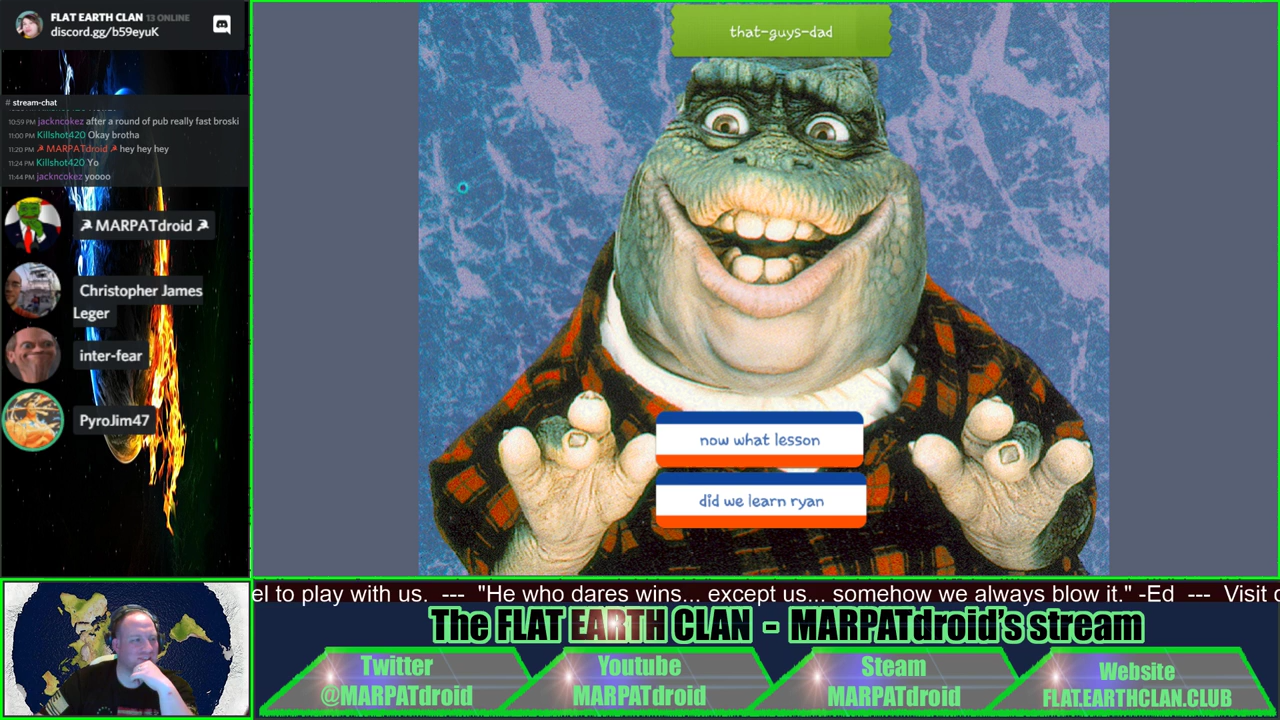 FLAT EARTH CLAN 13 ONLINE
discord.gg/b59eyuK
# stream-chat
10:59 PM jackncokez after a round of pub really fast broski
11:00 PM Killshot420 Okay brotha
11:20 PM ☭ MARPATdroid ☭ hey hey hey
11:24 PM Killshot420 Yo
11:44 PM jackncokez yoooo
☭ MARPATdroid ☭
Christopher James
Leger
inter-fear
PyroJim47
that-guys-dad
now what lesson
did we learn ryan
el to play with us. --- "He who dares wins... except us... somehow we always blow it." -Ed --- Visit
The FLAT EARTH CLAN - MARPATdroid's stream
Twitter
@MARPATdroid
Youtube
MARPATdroid
Steam
MARPATdroid
Website
FLAT.EARTHCLAN.CLUB